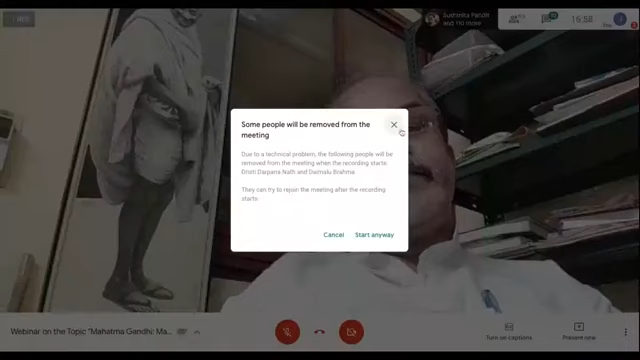 REC
Sushmita Pandit
and 110 more
16:58
You
Some people will be removed from the
meeting
Due to a technical problem, the following people will be
removed from the meeting when the recording starts
Dristi Darpana Nath and
They can try to rejoin the meeting after the recording
starts
Cancel
Start anyway
Webinar on the Topic "Mahatma Gandhi: Ma...
Turn on captions
Present now